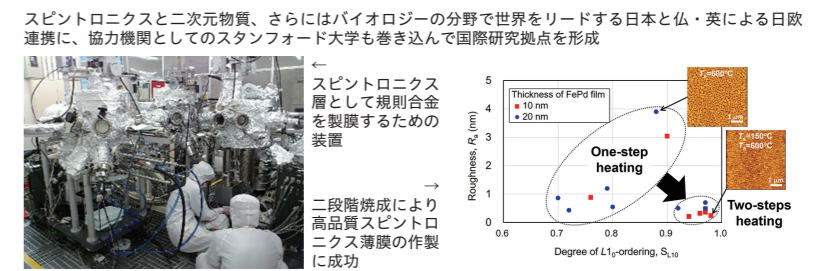 スピントロニクスと二次元物質、さらにはバイオロジーの分野で世界をリードする日本と仏・英による日欧
連携に、協力機関としてのスタンフォード大学も巻き込んで国際研究拠点を形成
←
スピントロニクス
層として規則合金
を製膜するための
装置
→
二段階焼成により
高品質スピントロ
ニクス薄膜の作製
に成功
Roughness, Ra (nm)
5
4
3
2
1
0
0.6
0.7
0.8
0.9
1.0
Degree of L10-ordering, SL10
Thickness of FePd film
10 nm
20 nm
One-step
heating
Two-steps
heating
Ts=600°C
1 μm
Ts=150°C
Ta=600°C
1 μm